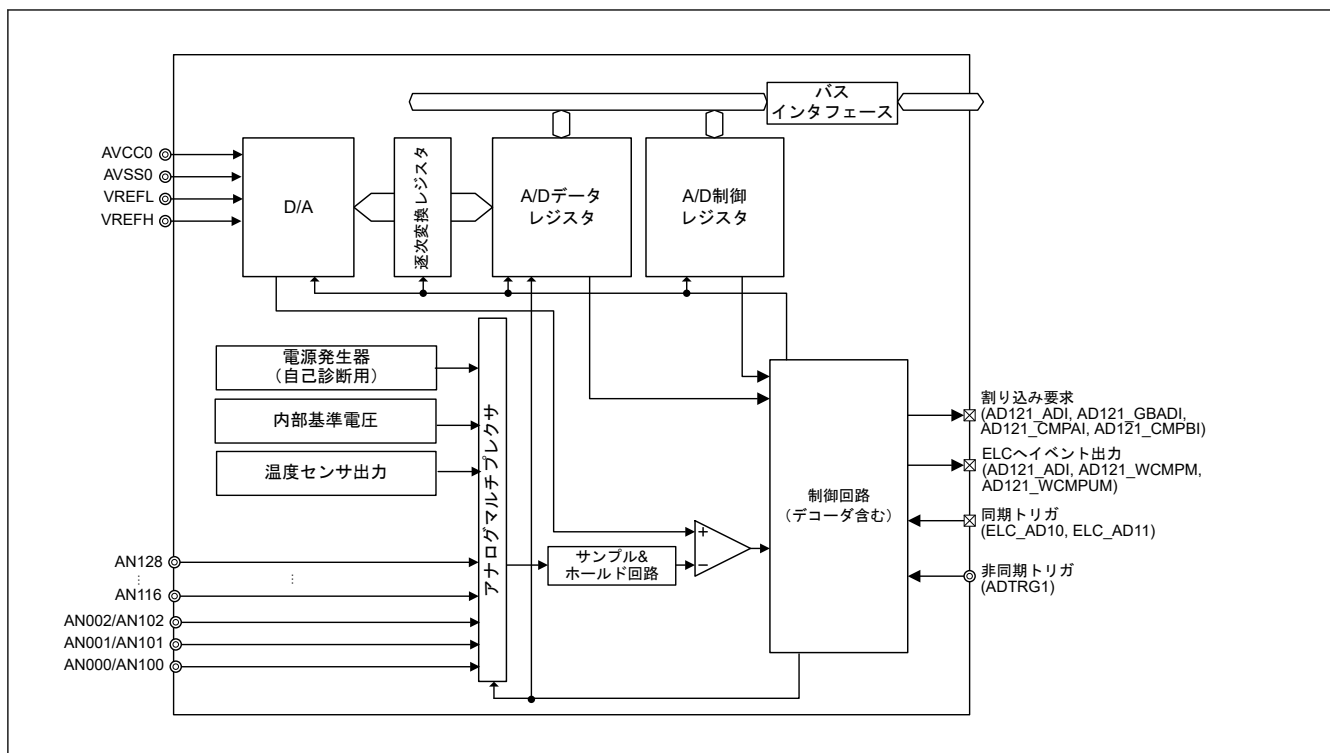 バス
インタフェース
AVCC0
AVSS0
VREFL
VREFH
D/A
逐次変換レジスタ
A/Dデータ
レジスタ
A/D制御
レジスタ
電源発生器
（自己診断用）
内部基準電圧
温度センサ出力
アナログマルチプレクサ
サンプル&
ホールド回路
+
−
制御回路
（デコーダ含む）
割り込み要求
(AD121_ADI, AD121_GBADI,
AD121_CMPAI, AD121_CMPBI)
ELCへイベント出力
(AD121_ADI, AD121_WCMPM,
AD121_WCMPUM)
同期トリガ
(ELC_AD10, ELC_AD11)
非同期トリガ
(ADTRG1)
AN128
AN116
AN002/AN102
AN001/AN101
AN000/AN100